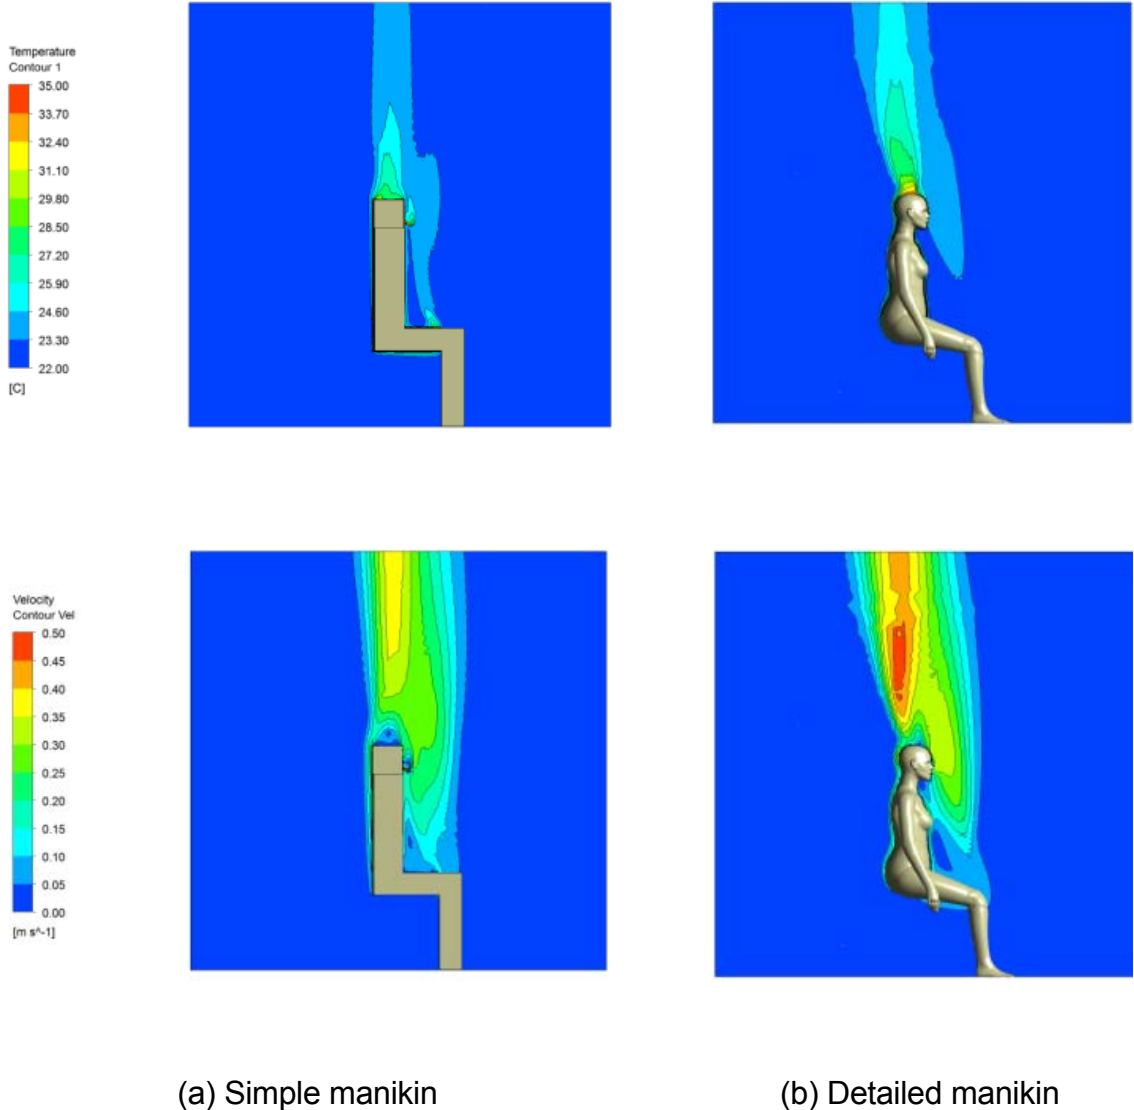 Temperature
Contour 1
35.00
33.70
32.40
31.10
29.80
28.50
27.20
25.90
24.60
23.30
22.00
[C]
Velocity
Contour Vel
0.50
0.45
0.40
0.35
0.30
0.25
0.20
0.15
0.10
0.05
0.00
[m s^-1]
(a) Simple manikin
(b) Detailed manikin